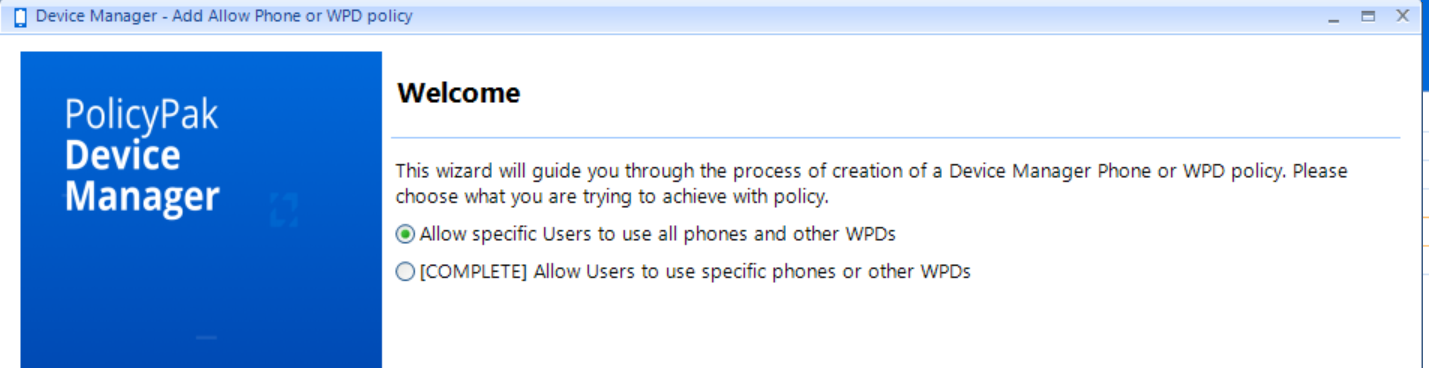 Device Manager - Add Allow Phone or WPD policy
PolicyPak
Device
Manager
Welcome
This wizard will guide you through the process of creation of a Device Manager Phone or WPD policy. Please
choose what you are trying to achieve with policy.
Allow specific Users to use all phones and other WPDs
[COMPLETE] Allow Users to use specific phones or other WPDs